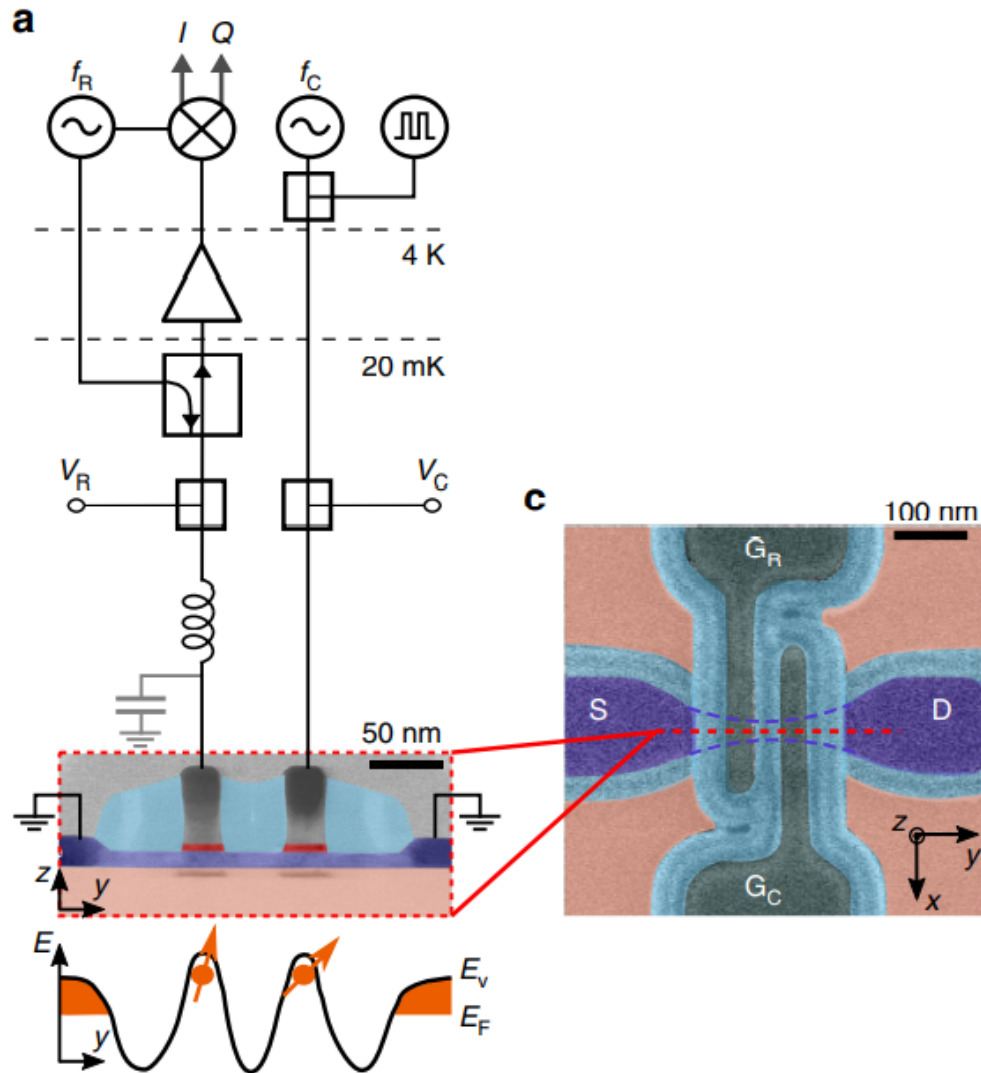 a
I Q
f_R f_C
4 K
20 mK
V_R V_C
50 nm
z
y
E
E_v
E_F
y
c
100 nm
G_R
S D
z
y
x
G_C